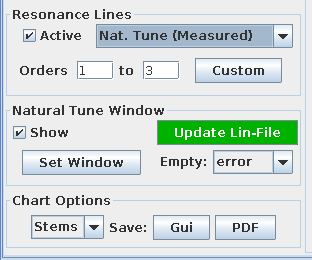 Resonance Lines
Active Nat. Tune (Measured)
Orders 1 to 3 Custom
Natural Tune Window
Show Update Lin-File
Set Window Empty: error
Chart Options
Stems Save: Gui PDF